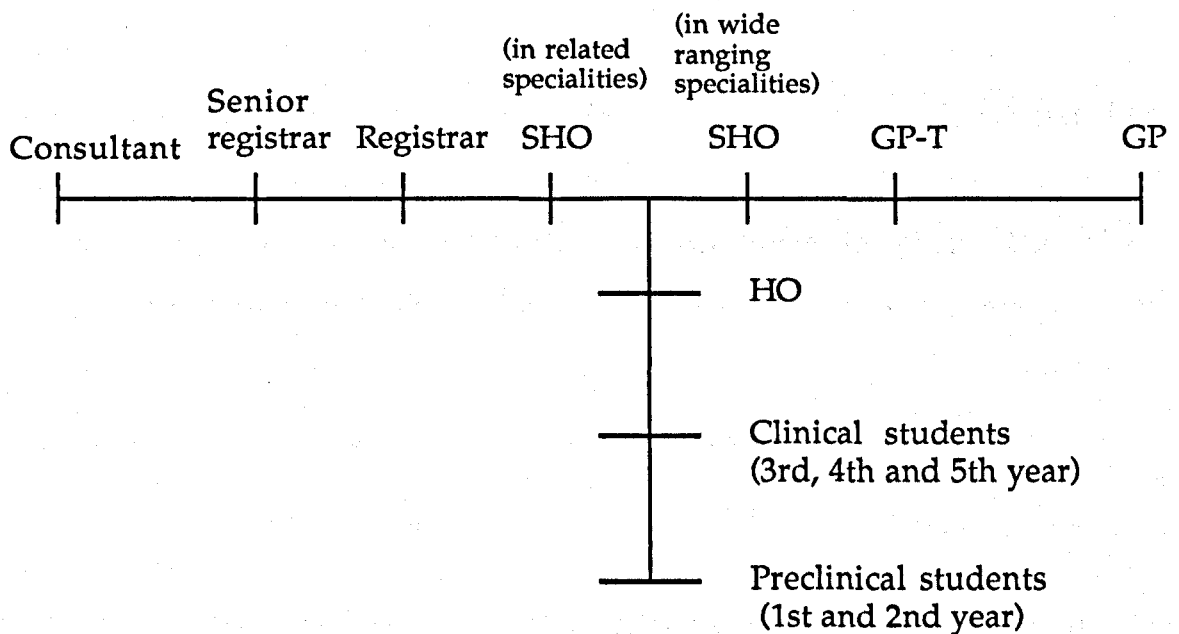 (in related
specialities)
(in wide
ranging
specialities)
Consultant
Senior
registrar
Registrar
SHO
SHO
GP-T
GP
HO
Clinical students
(3rd, 4th and 5th year)
Preclinical students
(1st and 2nd year)